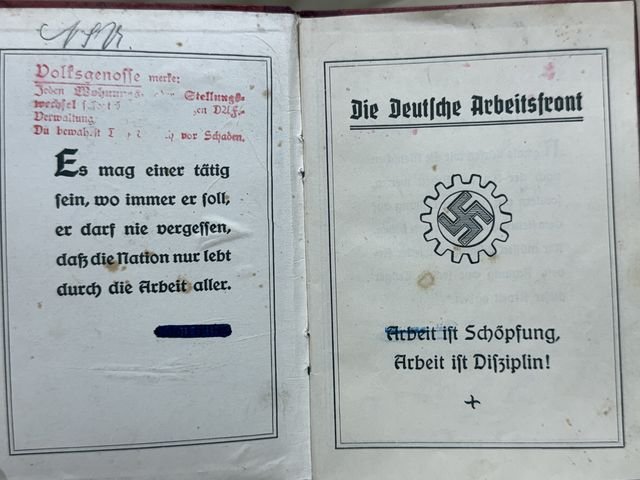 Volksgenosse merke:
Jeden Wohnungs- oder Stellungs-
wechsel DAF.-
Verwaltung
Du bewahrst vor Schaden.
Es mag einer tätig
sein, wo immer er soll,
er darf nie vergessen,
daß die Nation nur lebt
durch die Arbeit aller.
Die Deutsche Arbeitsfront
Arbeit ist Schöpfung,
Arbeit ist Disziplin!